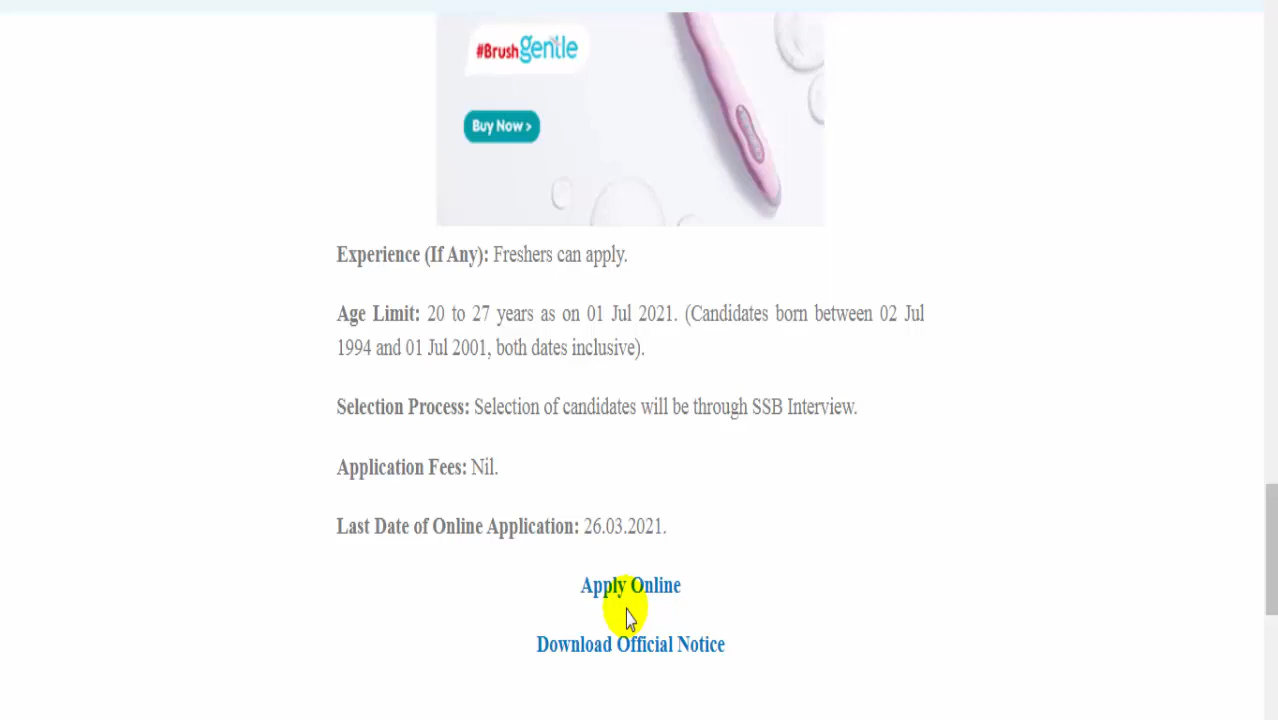 #Brush gentle
Buy Now >
Experience (If Any): Freshers can apply.
Age Limit: 20 to 27 years as on 01 Jul 2021. (Candidates born between 02 Jul
1994 and 01 Jul 2001, both dates inclusive).
Selection Process: Selection of candidates will be through SSB Interview.
Application Fees: Nil.
Last Date of Online Application: 26.03.2021.
Apply Online
Download Official Notice